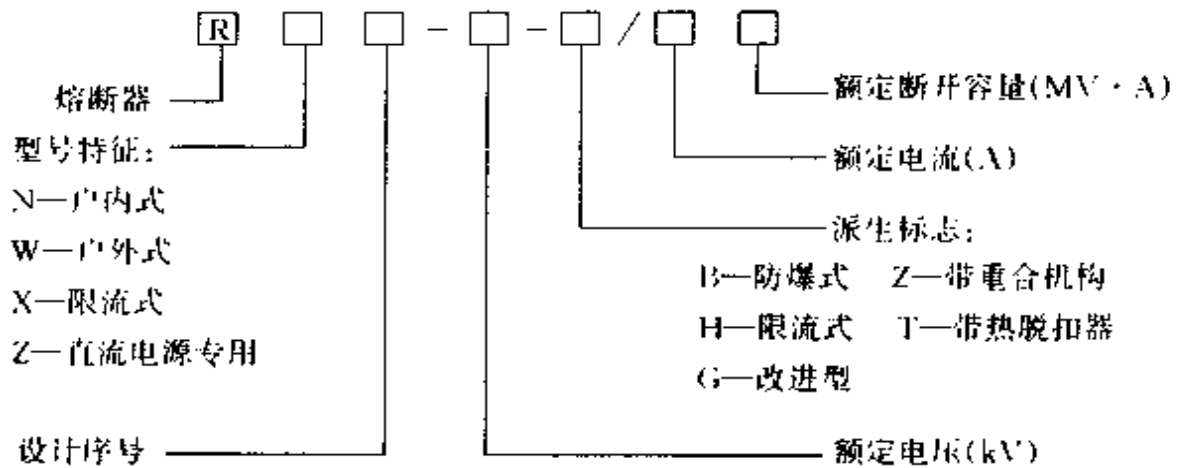 R □ □ - □ - □ / □ □
熔断器
额定断开容量(MV·A)
型号特征:
额定电流(A)
N—户内式
W—户外式
派生标志:
X—限流式
B—防爆式 Z—带重合机构
Z—直流电源专用
H—限流式 T—带热脱扣器
G—改进型
设计序号
额定电压(kV)